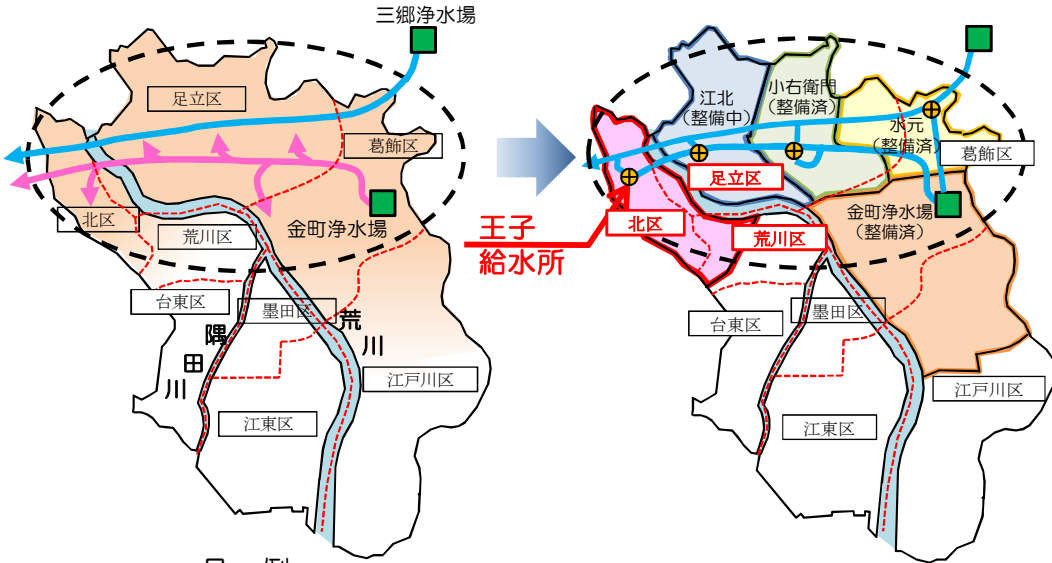 三郷浄水場
足立区
葛飾区
北区
荒川区
金町浄水場
台東区
墨田区
隅田川
荒川
江戸川区
江東区
江北
(整備中)
小右衛門
(整備済)
水元
(整備済)
葛飾区
足立区
金町浄水場
(整備済)
北区
荒川区
王子
給水所
台東区
墨田区
江戸川区
江東区